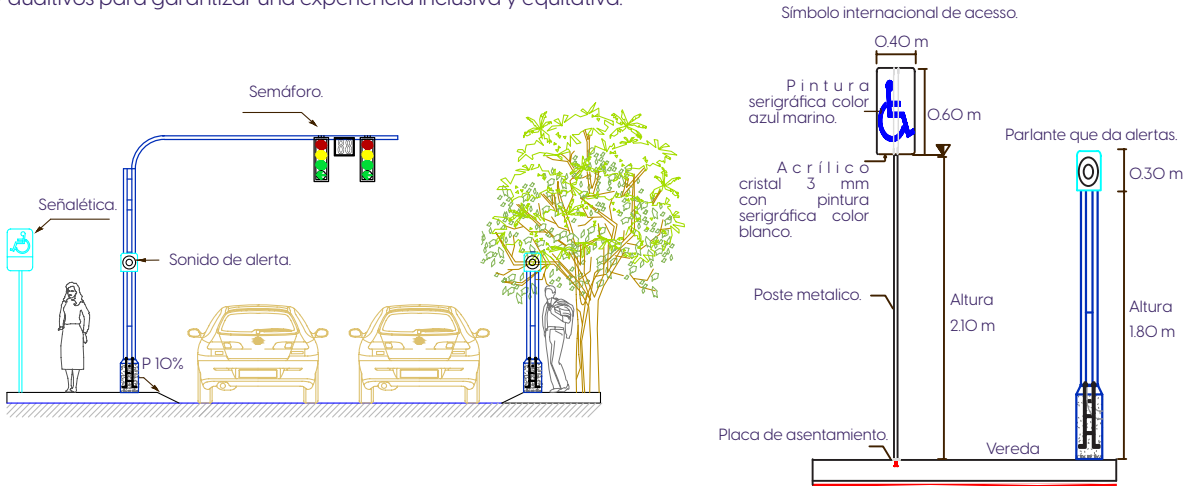 auditivos para garantizar una experiencia inclusiva y equitativa.
Semáforo.
Señalética.
Sonido de alerta.
P 10%
Símbolo internacional de acesso.
0.40 m
Pintura
serigráfica color
azul marino.
0.60 m
Acrílico
cristal 3 mm
con pintura
serigráfica color
blanco.
Poste metalico.
Altura
2.10 m
Placa de asentamiento.
Vereda
Parlante que da alertas.
0.30 m
Altura
1.80 m